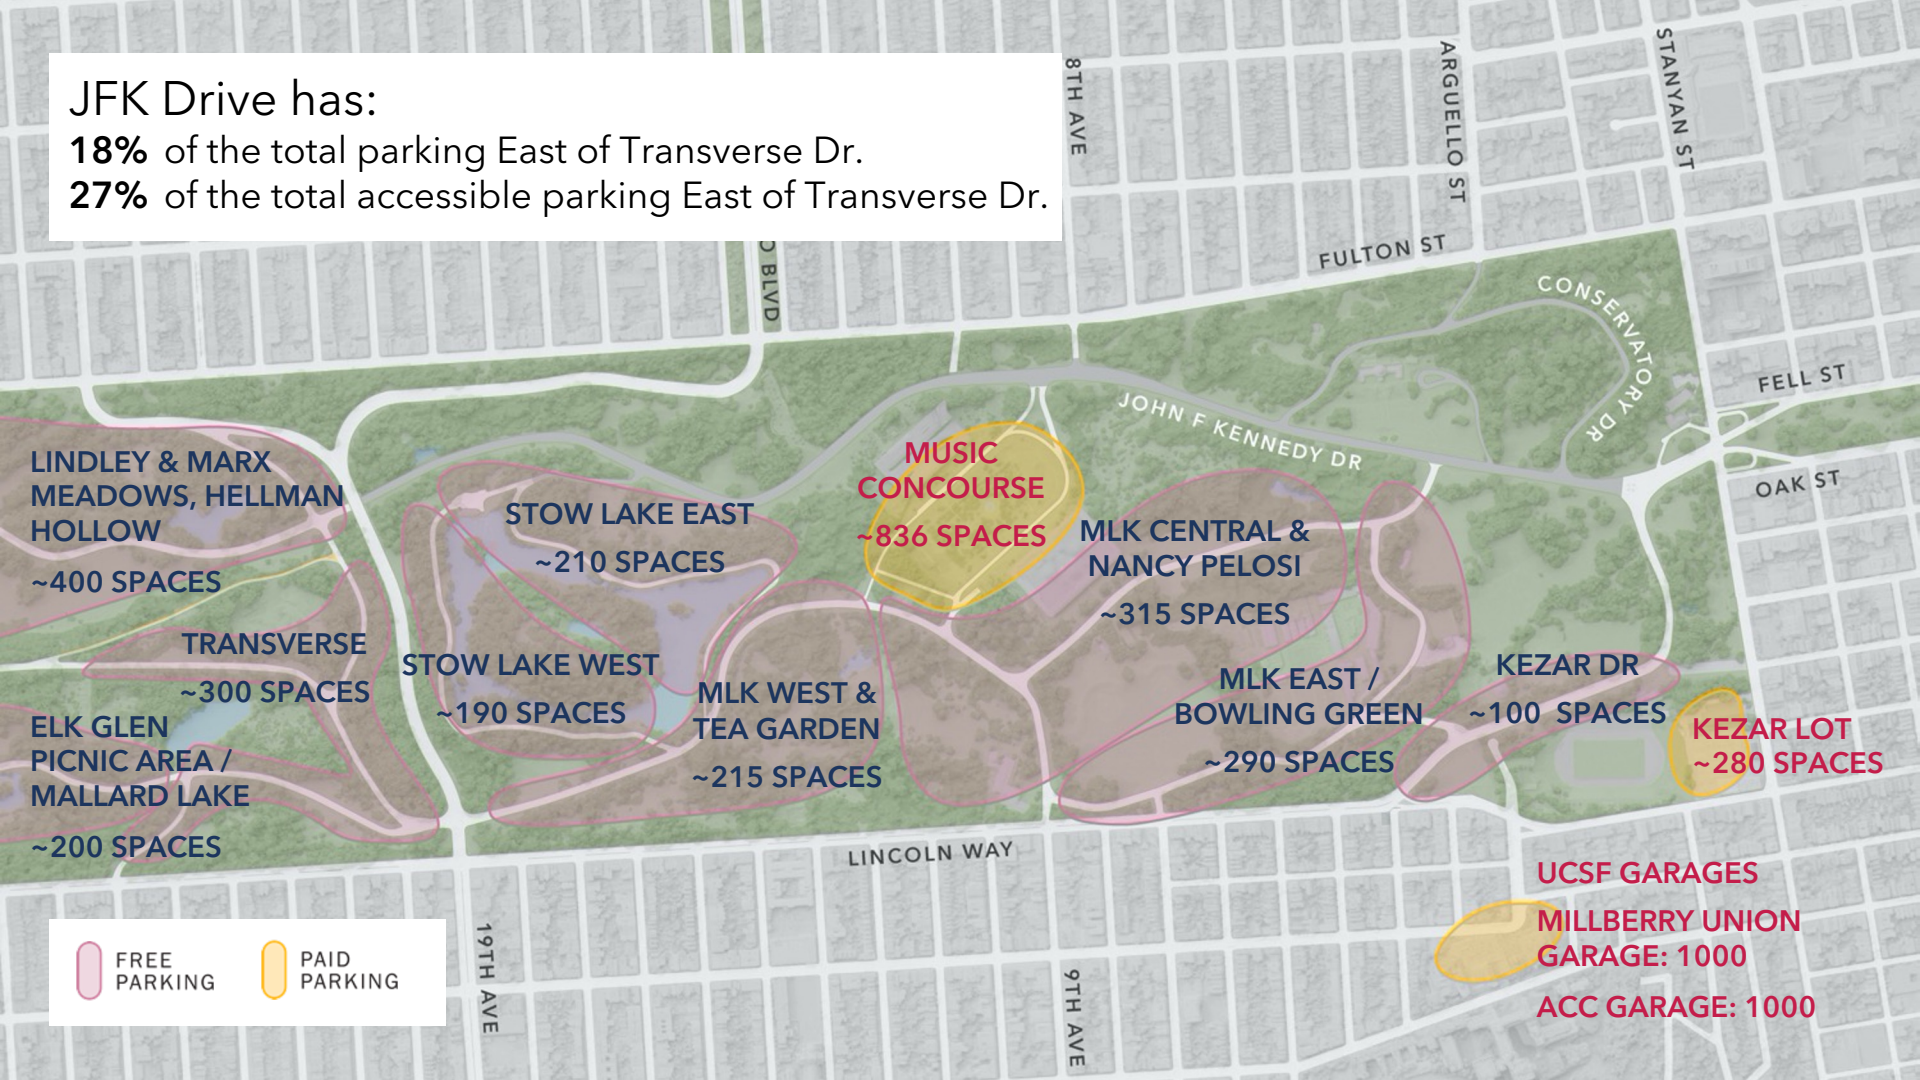 JFK Drive has:
18% of the total parking East of Transverse Dr.
27% of the total accessible parking East of Transverse Dr.
8TH AVE
ARGUELLO ST
STANYAN ST
BLVD
FULTON ST
CONSERVATORY DR
FELL ST
JOHN F KENNEDY DR
OAK ST
LINDLEY & MARX
MEADOWS, HELLMAN
HOLLOW
~400 SPACES
STOW LAKE EAST
~210 SPACES
MUSIC
CONCOURSE
~836 SPACES
MLK CENTRAL &
NANCY PELOSI
~315 SPACES
TRANSVERSE
~300 SPACES
STOW LAKE WEST
~190 SPACES
MLK WEST &
TEA GARDEN
~215 SPACES
MLK EAST /
BOWLING GREEN
~290 SPACES
KEZAR DR
~100 SPACES
KEZAR LOT
~280 SPACES
ELK GLEN
PICNIC AREA /
MALLARD LAKE
~200 SPACES
LINCOLN WAY
UCSF GARAGES
MILLBERRY UNION
GARAGE: 1000
ACC GARAGE: 1000
FREE
PARKING
PAID
PARKING
19TH AVE
9TH AVE